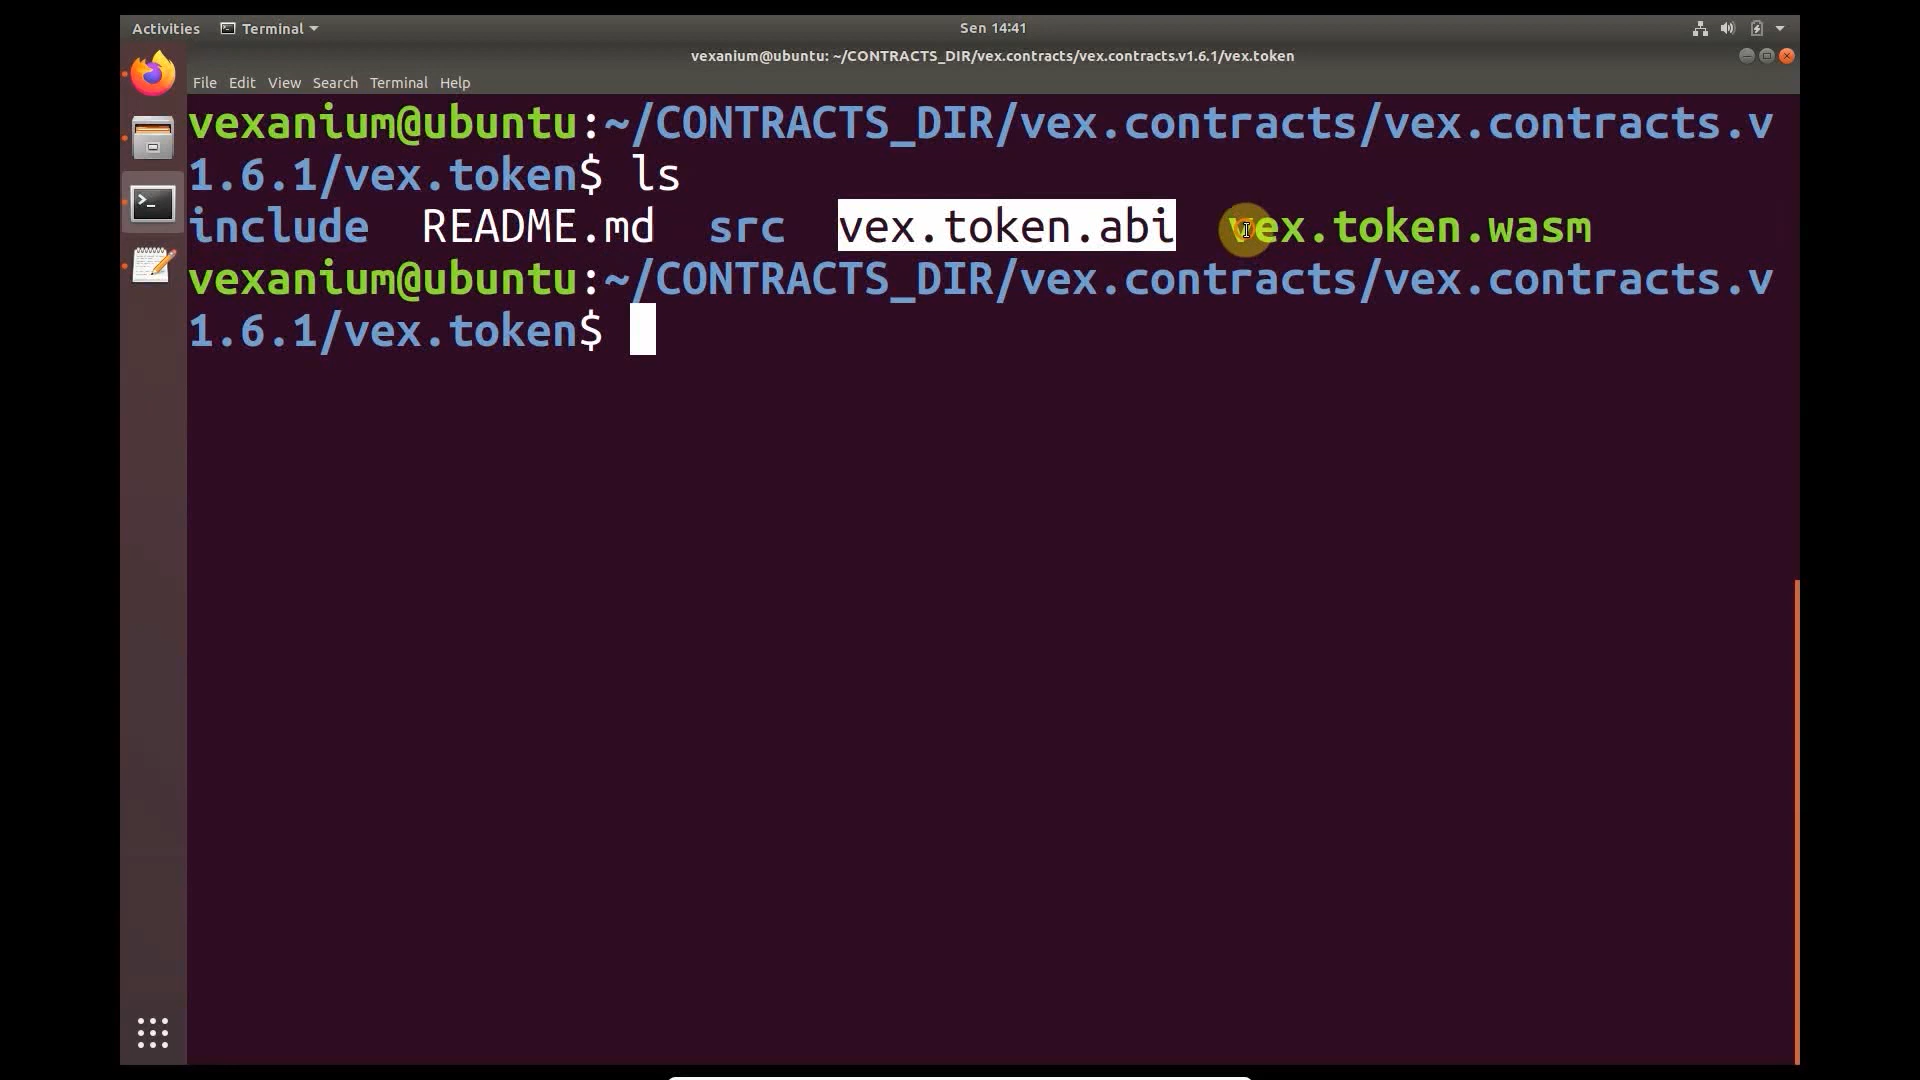 Activities Terminal Sen 14:41
vexanium@ubuntu: ~/CONTRACTS_DIR/vex.contracts/vex.contracts.v1.6.1/vex.token
File Edit View Search Terminal Help
vexanium@ubuntu:~/CONTRACTS_DIR/vex.contracts/vex.contracts.v
1.6.1/vex.token$ ls
include README.md src vex.token.abi vex.token.wasm
vexanium@ubuntu:~/CONTRACTS_DIR/vex.contracts/vex.contracts.v
1.6.1/vex.token$